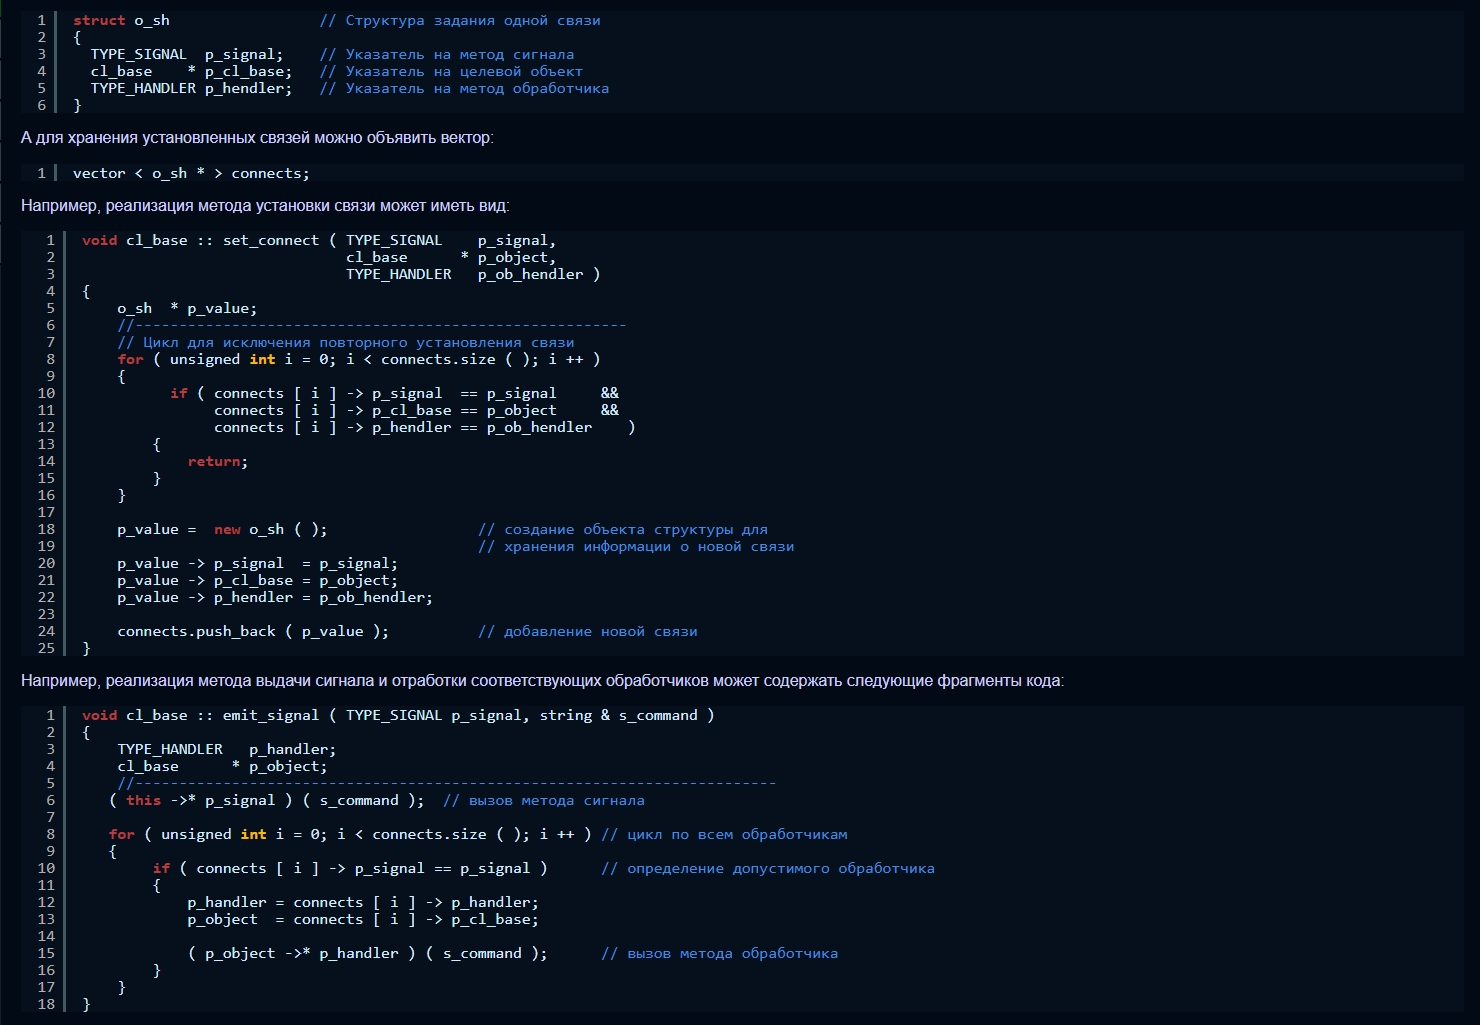 1 struct o_sh                 // Структура задания одной связи
2 {
3   TYPE_SIGNAL  p_signal;    // Указатель на метод сигнала
4   cl_base    * p_cl_base;   // Указатель на целевой объект
5   TYPE_HANDLER p_hendler;   // Указатель на метод обработчика
6 }
А для хранения установленных связей можно объявить вектор:
1 vector < o_sh * > connects;
Например, реализация метода установки связи может иметь вид:
1 void cl_base :: set_connect ( TYPE_SIGNAL    p_signal,
2                               cl_base      * p_object,
3                               TYPE_HANDLER   p_ob_hendler )
4 {
5     o_sh  * p_value;
6     //--------------------------------------------------------
7     // Цикл для исключения повторного установления связи
8     for ( unsigned int i = 0; i < connects.size ( ); i ++ )
9     {
10           if ( connects [ i ] -> p_signal  == p_signal     &&
11                connects [ i ] -> p_cl_base == p_object     &&
12                connects [ i ] -> p_hendler == p_ob_hendler    )
13         {
14             return;
15         }
16     }
17
18     p_value =  new o_sh ( );                 // создание объекта структуры для
19                                              // хранения информации о новой связи
20     p_value -> p_signal  = p_signal;
21     p_value -> p_cl_base = p_object;
22     p_value -> p_hendler = p_ob_hendler;
23
24     connects.push_back ( p_value );          // добавление новой связи
25 }
Например, реализация метода выдачи сигнала и отработки соответствующих обработчиков может содержать следующие фрагменты кода:
1 void cl_base :: emit_signal ( TYPE_SIGNAL p_signal, string & s_command )
2 {
3     TYPE_HANDLER   p_handler;
4     cl_base      * p_object;
5     //-------------------------------------------------------------------------
6    ( this ->* p_signal ) ( s_command );  // вызов метода сигнала
7
8    for ( unsigned int i = 0; i < connects.size ( ); i ++ ) // цикл по всем обработчикам
9    {
10         if ( connects [ i ] -> p_signal == p_signal )      // определение допустимого обработчика
11         {
12             p_handler = connects [ i ] -> p_handler;
13             p_object  = connects [ i ] -> p_cl_base;
14
15             ( p_object ->* p_handler ) ( s_command );      // вызов метода обработчика
16         }
17     }
18 }